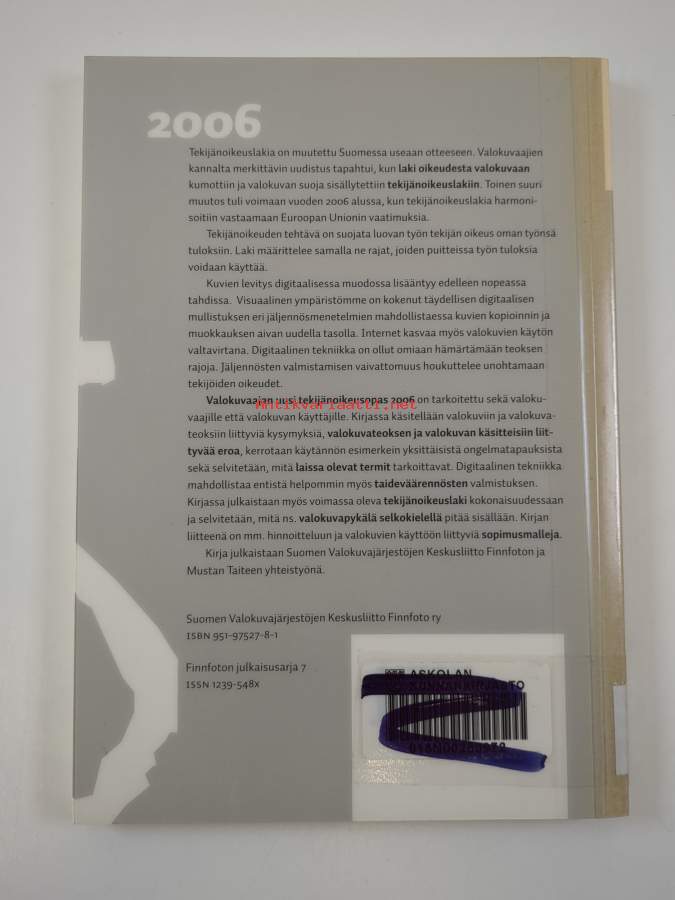 2006
Tekijänoikeuslakia on muutettu Suomessa useaan otteeseen. Valokuvaajien
kannalta merkittävin uudistus tapahtui, kun laki oikeudesta valokuvaan
kumottiin ja valokuvan suoja sisällytettiin tekijänoikeuslakiin. Toinen suuri
muutos tuli voimaan vuoden 2006 alussa, kun tekijänoikeuslakia harmoni-
soitiin vastaamaan Euroopan Unionin vaatimuksia.
Tekijänoikeuden tehtävä on suojata luovan työn tekijän oikeus oman työnsä
tuloksiin. Laki määrittelee samalla ne rajat, joiden puitteissa työn tuloksia
voidaan käyttää.
Kuvien levitys digitaalisessa muodossa lisääntyy edelleen nopeassa
tahdissa. Visuaalinen ympäristömme on kokenut täydellisen digitaalisen
mullistuksen eri jäljennösmenetelmien mahdollistaessa kuvien kopioinnin ja
muokkauksen aivan uudella tasolla. Internet kasvaa myös valokuvien käytön
valtavirtana. Digitaalinen tekniikka on ollut omiaan hämärtämään teoksen
rajoja. Jäljennösten valmistamisen vaivattomuus houkuttelee unohtamaan
tekijöiden oikeudet.
Valokuvaajan uusi tekijänoikeusopas 2006 on tarkoitettu sekä valoku-
Antikvariaatti.net
vaajille että valokuvan käyttäjille. Kirjassa käsitellään valokuviin ja valokuva-
teoksiin liittyviä kysymyksiä, valokuvateoksen ja valokuvan käsitteisiin liit-
tyvää eroa, kerrotaan käytännön esimerkein yksittäisistä ongelmatapauksista
sekä selvitetään, mitä laissa olevat termit tarkoittavat. Digitaalinen tekniikka
mahdollistaa entistä helpommin myös taideväärennösten valmistuksen.
Kirjassa julkaistaan myös voimassa oleva tekijänoikeuslaki kokonaisuudessaan
ja selvitetään, mitä ns. valokuvapykälä selkokielellä pitää sisällään. Kirjan
liitteenä on mm. hinnoitteluun ja valokuvien käyttöön liittyviä sopimusmalleja.
Kirja julkaistaan Suomen Valokuvajärjestöjen Keskusliitto Finnfoton ja
Mustan Taiteen yhteistyönä.
Suomen Valokuvajärjestöjen Keskusliitto Finnfoto ry
ISBN 951-97527-8-1
Finnfoton julkaisusarja 7
ISSN 1239-548X
ASKOLAN
KUNNANKIRJASTO